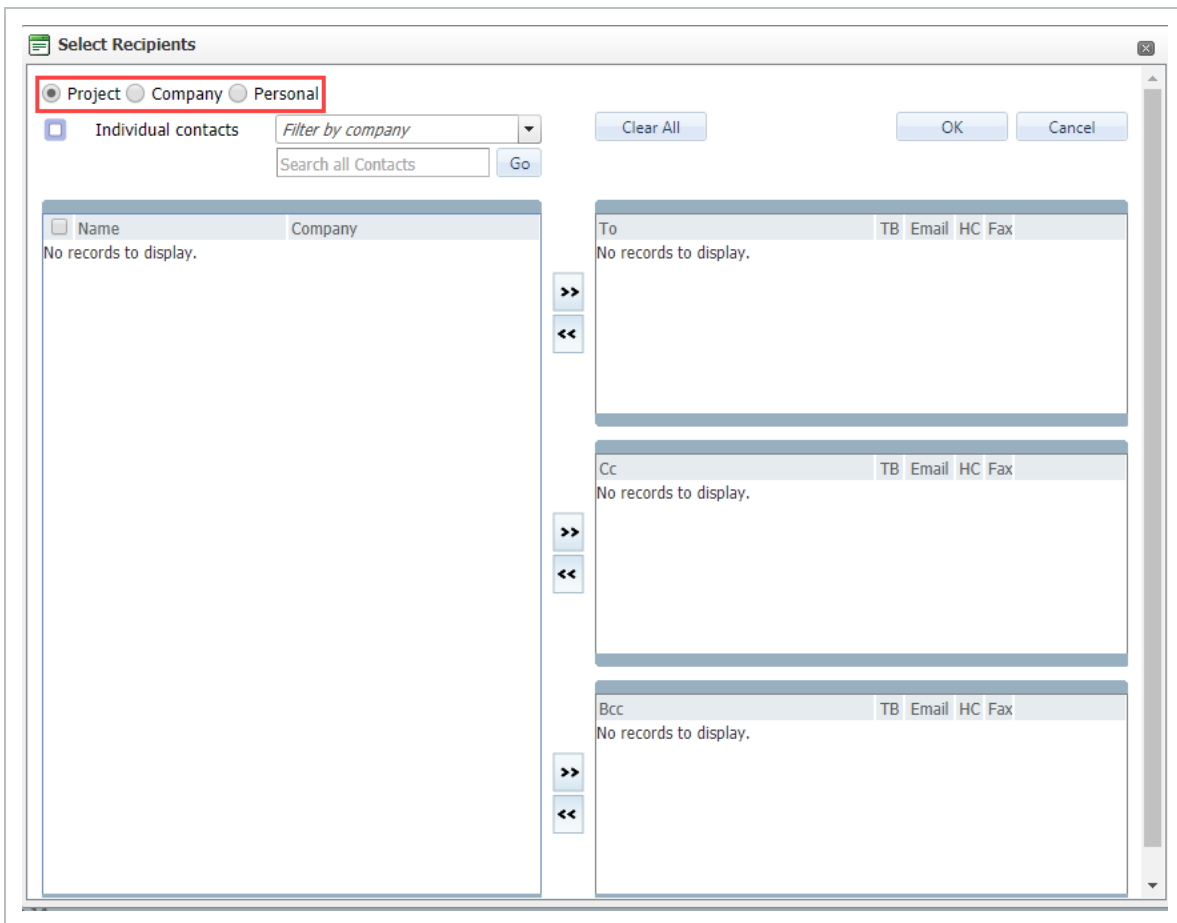 Select Recipients
Project Company Personal
Individual contacts Filter by company Clear All OK Cancel
Search all Contacts Go
Name Company
No records to display.
To TB Email HC Fax
No records to display.
>>
<<
Cc TB Email HC Fax
No records to display.
>>
<<
Bcc TB Email HC Fax
No records to display.
>>
<<